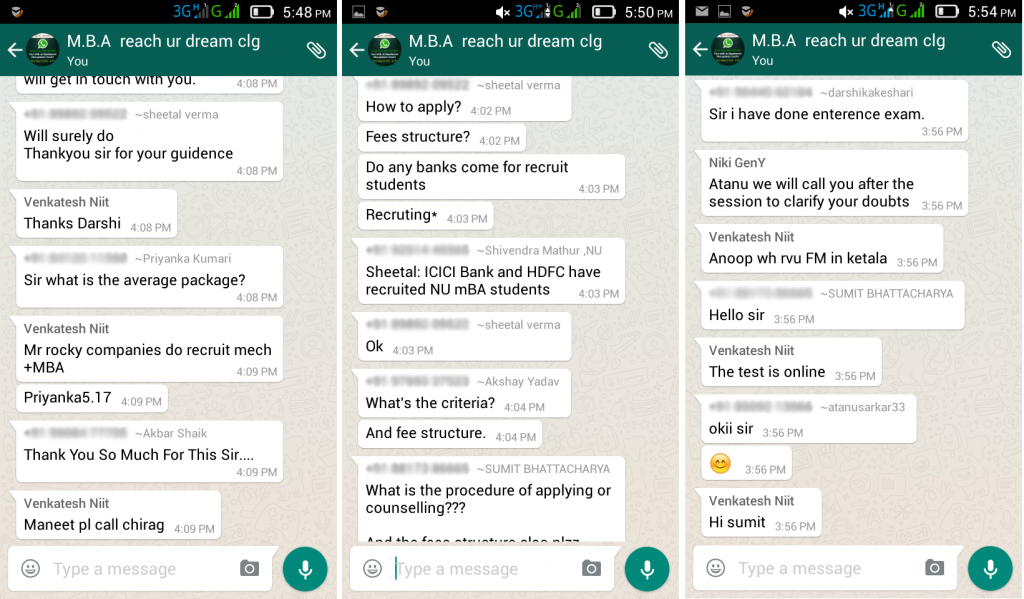 3G H G 5:48 PM
M.B.A reach ur dream clg
You
will get in touch with you. 4:08 PM
~sheetal verma
Will surely do
Thankyou sir for your guidence
4:08 PM
Venkatesh Niit
Thanks Darshi 4:08 PM
~Priyanka Kumari
Sir what is the average package?
4:08 PM
Venkatesh Niit
Mr rocky companies do recruit mech
+MBA 4:09 PM
Priyanka5.17 4:09 PM
~Akbar Shaik
Thank You So Much For This Sir....
4:09 PM
Venkatesh Niit
Maneet pl call chirag 4:09 PM
Type a message
3G H+ G 5:50 PM
M.B.A reach ur dream clg
You
~sheetal verma
How to apply? 4:02 PM
Fees structure? 4:02 PM
Do any banks come for recruit
students 4:03 PM
Recruting* 4:03 PM
~Shivendra Mathur ,NU
Sheetal: ICICI Bank and HDFC have
recruited NU mBA students 4:03 PM
~sheetal verma
Ok 4:03 PM
~Akshay Yadav
What's the criteria? 4:04 PM
And fee structure. 4:04 PM
~SUMIT BHATTACHARYA
What is the procedure of applying or
counselling???
And the fees structure also plzz
Type a message
3G H G 5:54 PM
M.B.A reach ur dream clg
You
~darshikakeshari
Sir i have done enterence exam.
3:56 PM
Niki GenY
Atanu we will call you after the
session to clarify your doubts 3:56 PM
Venkatesh Niit
Anoop wh rvu FM in ketala 3:56 PM
~SUMIT BHATTACHARYA
Hello sir 3:56 PM
Venkatesh Niit
The test is online 3:56 PM
~atanusarkar33
okii sir 3:56 PM
😊 3:56 PM
Venkatesh Niit
Hi sumit 3:56 PM
Type a message